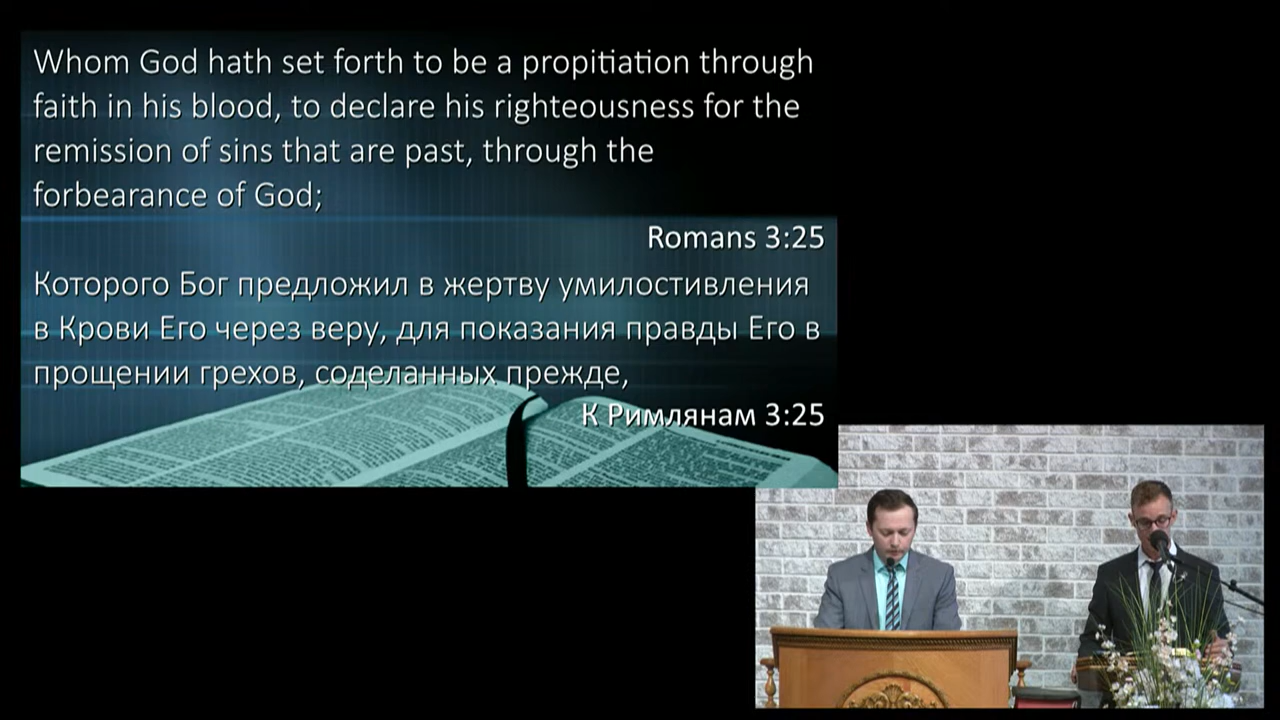 Whom God hath set forth to be a propitiation through
faith in his blood, to declare his righteousness for the
remission of sins that are past, through the
forbearance of God;
Romans 3:25
Которого Бог предложил в жертву умилостивления
в Крови Его через веру, для показания правды Его в
прощении грехов, соделанных прежде,
К Римлянам 3:25